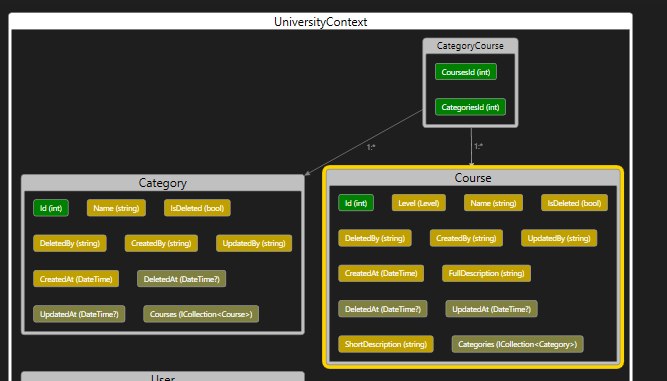 UniversityContext
CategoryCourse
CoursesId (int)
CategoriesId (int)
1:*
1:*
Category
Id (int) Name (string) IsDeleted (bool)
DeletedBy (string) CreatedBy (string) UpdatedBy (string)
CreatedAt (DateTime) DeletedAt (DateTime?)
UpdatedAt (DateTime?) Courses (ICollection<Course>)
Course
Id (int) Level (Level) Name (string) IsDeleted (bool)
DeletedBy (string) CreatedBy (string) UpdatedBy (string)
CreatedAt (DateTime) FullDescription (string)
DeletedAt (DateTime?) UpdatedAt (DateTime?)
ShortDescription (string) Categories (ICollection<Category>)
User